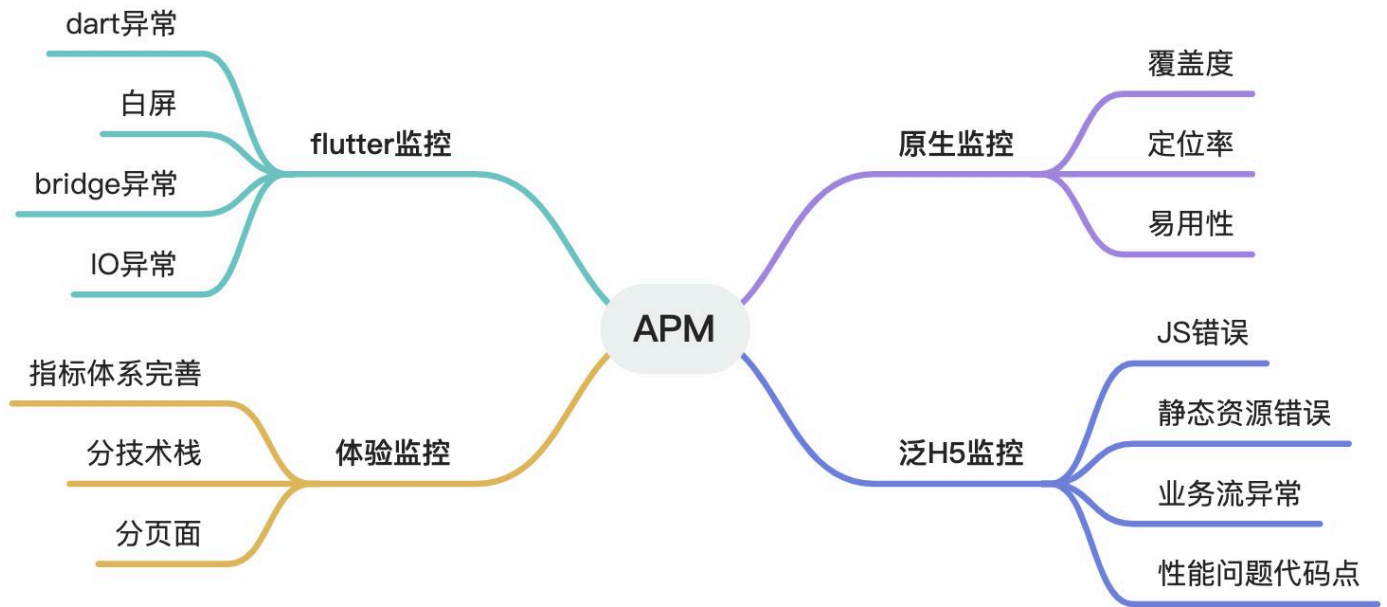 dart异常
白屏
flutter监控
bridge异常
IO异常
指标体系完善
分技术栈
体验监控
分页面
APM
覆盖度
原生监控
定位率
易用性
JS错误
静态资源错误
泛H5监控
业务流异常
性能问题代码点